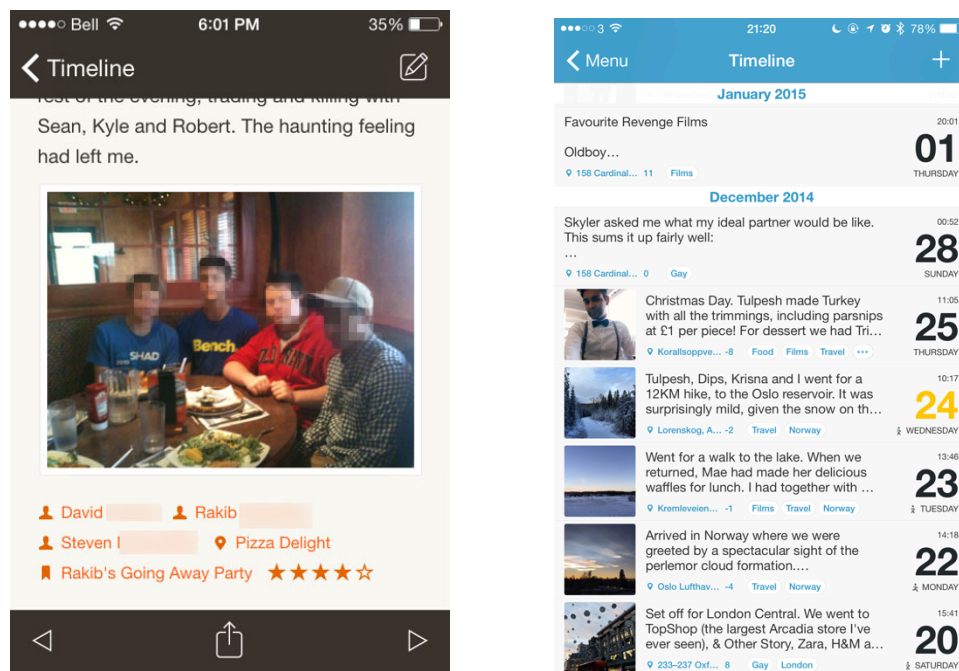 Bell 6:01 PM 35%
Timeline
rest of the evening, trading and killing with
Sean, Kyle and Robert. The haunting feeling
had left me.
SHAD
Bench.
David
Rakib
Steven
Pizza Delight
Rakib's Going Away Party
3 21:20 78%
Menu Timeline +
January 2015
Favourite Revenge Films
20:01
Oldboy...
01
158 Cardinal... 11 Films
THURSDAY
December 2014
Skyler asked me what my ideal partner would be like.
00:52
This sums it up fairly well:
28
...
158 Cardinal... 0 Gay
SUNDAY
Christmas Day. Tulpesh made Turkey
11:05
with all the trimmings, including parsnips
at £1 per piece! For dessert we had Tri...
25
Korallsoppve... -8 Food Films Travel ...
THURSDAY
Tulpesh, Dips, Krisna and I went for a
10:17
12KM hike, to the Oslo reservoir. It was
surprisingly mild, given the snow on th...
24
Lorenskog, A... -2 Travel Norway
WEDNESDAY
Went for a walk to the lake. When we
13:46
returned, Mae had made her delicious
waffles for lunch. I had together with ...
23
Kremleveien... -1 Films Travel Norway
TUESDAY
Arrived in Norway where we were
14:18
greeted by a spectacular sight of the
perlemor cloud formation....
22
Oslo Lufthav... -4 Travel Norway
MONDAY
Set off for London Central. We went to
15:41
TopShop (the largest Arcadia store I've
ever seen), & Other Story, Zara, H&M a...
20
233-237 Oxf... 8 Gay London
SATURDAY